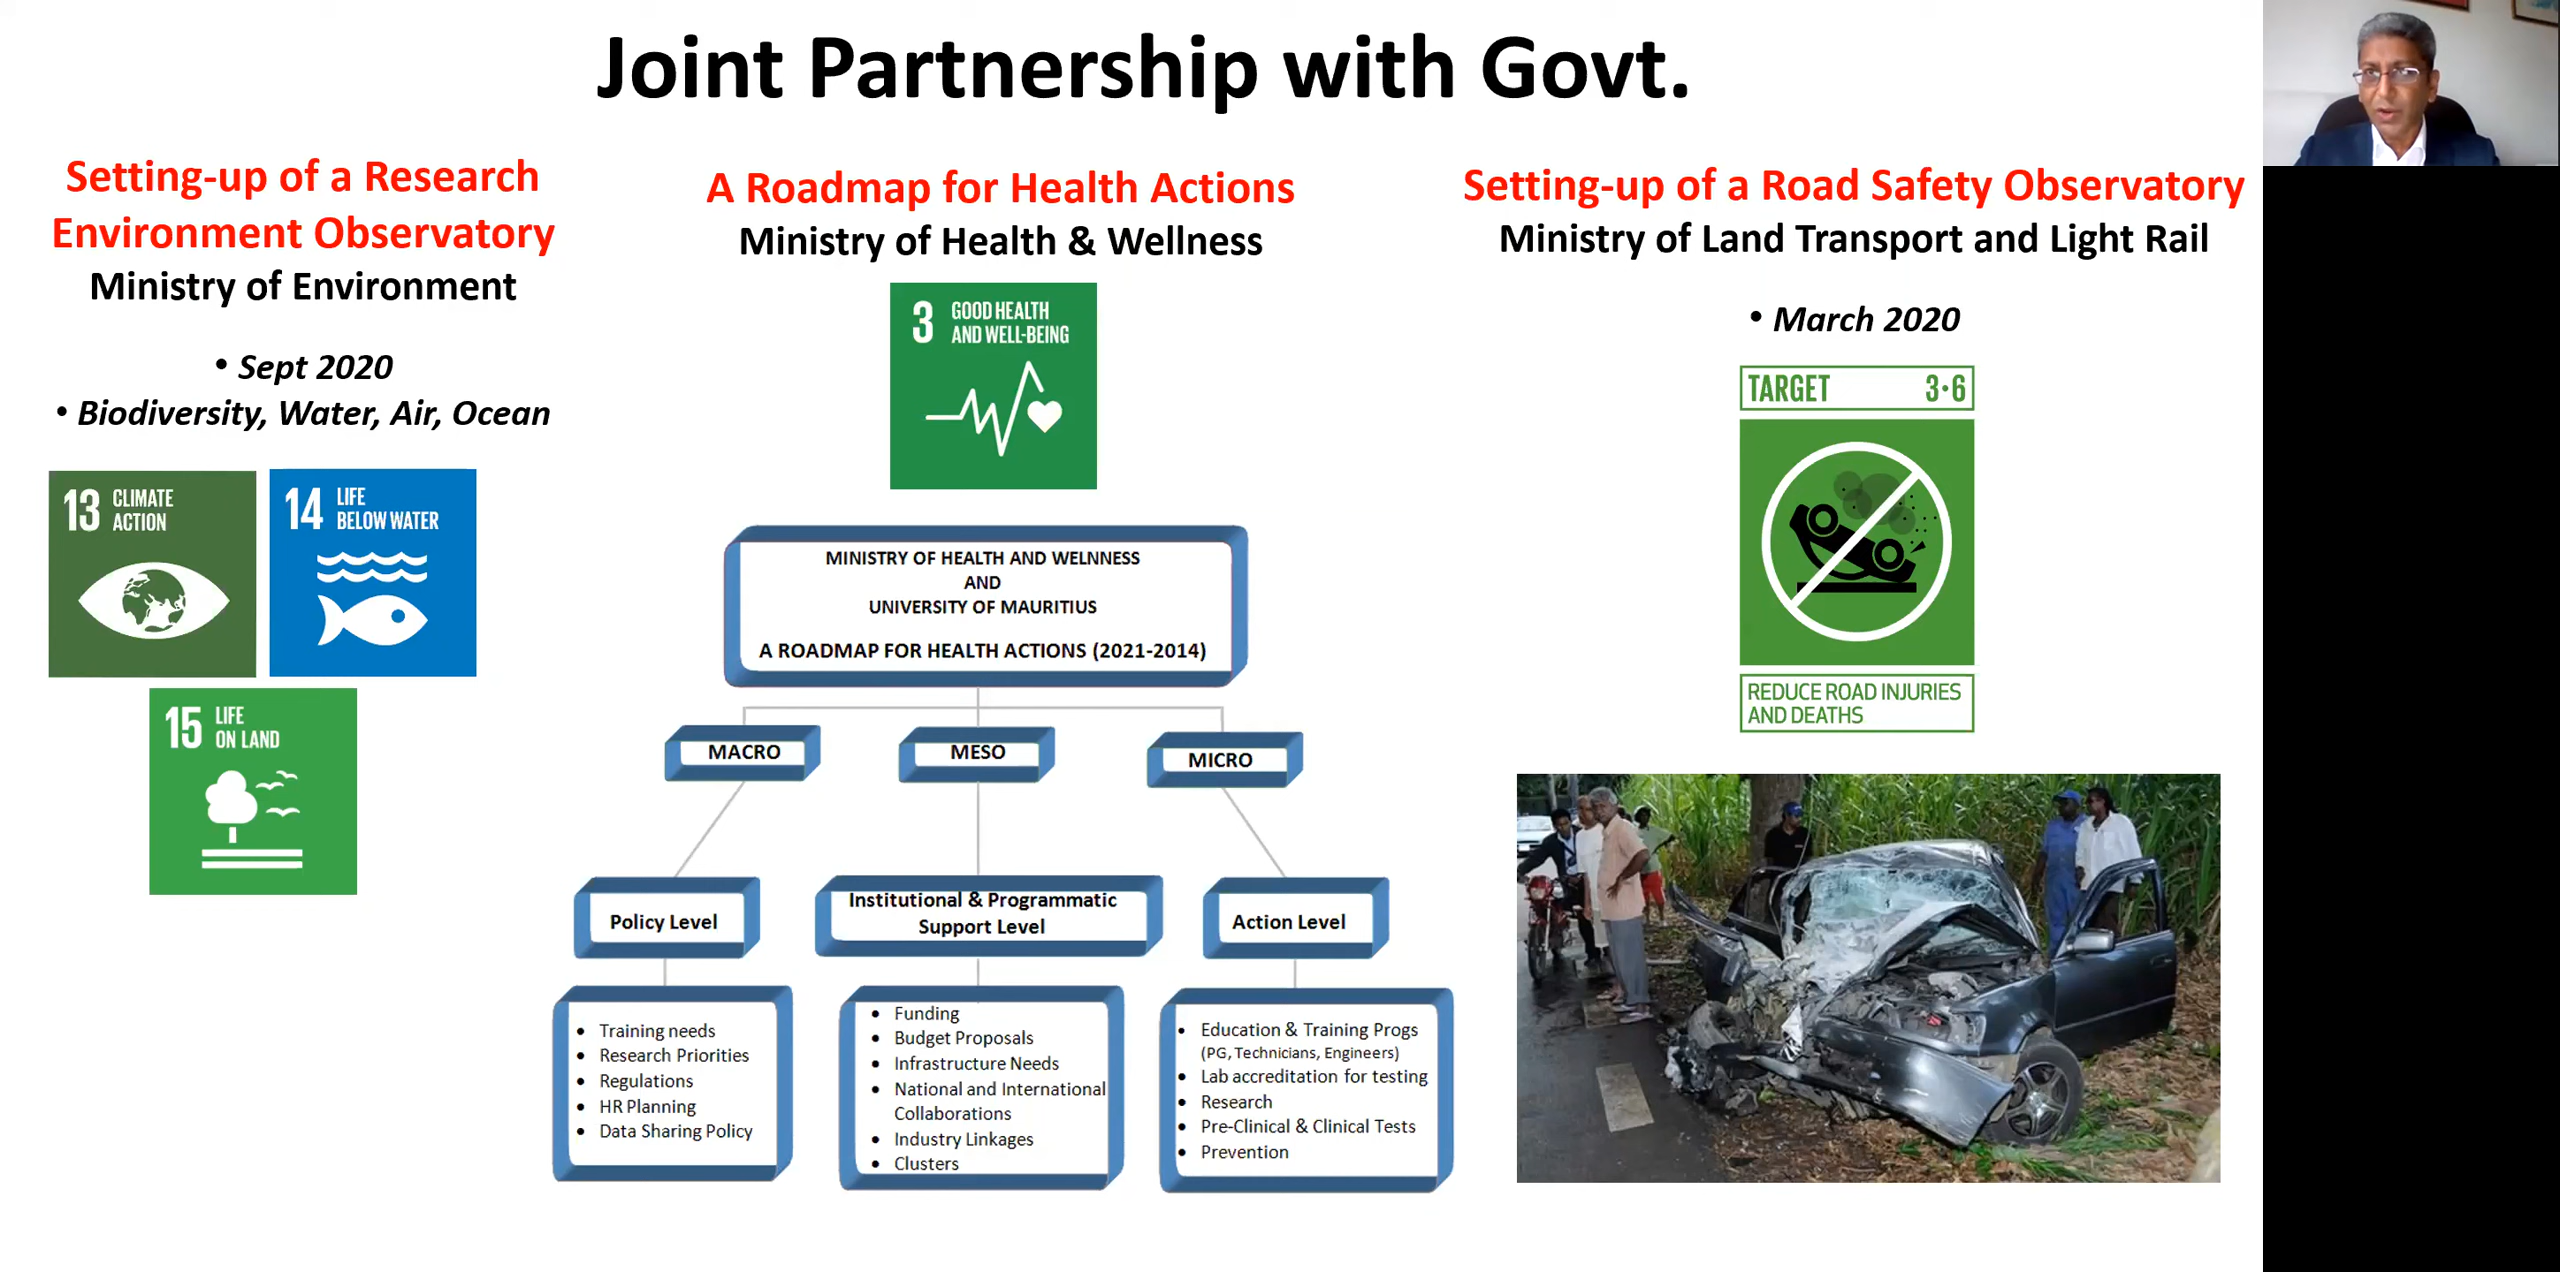 Joint Partnership with Govt.
Setting-up of a Research
Environment Observatory
Ministry of Environment
• Sept 2020
• Biodiversity, Water, Air, Ocean
13 CLIMATE
ACTION
14 LIFE
BELOW WATER
15 LIFE
ON LAND
A Roadmap for Health Actions
Ministry of Health & Wellness
3 GOOD HEALTH
AND WELL-BEING
MINISTRY OF HEALTH AND WELNNESS
AND
UNIVERSITY OF MAURITIUS
A ROADMAP FOR HEALTH ACTIONS (2021-2014)
MACRO
MESO
MICRO
Policy Level
Institutional & Programmatic
Support Level
Action Level
• Training needs
• Research Priorities
• Regulations
• HR Planning
• Data Sharing Policy
• Funding
• Budget Proposals
• Infrastructure Needs
• National and International
Collaborations
• Industry Linkages
• Clusters
• Education & Training Progs
(PG, Technicians, Engineers)
• Lab accreditation for testing
• Research
• Pre-Clinical & Clinical Tests
• Prevention
Setting-up of a Road Safety Observatory
Ministry of Land Transport and Light Rail
• March 2020
TARGET 3·6
REDUCE ROAD INJURIES
AND DEATHS